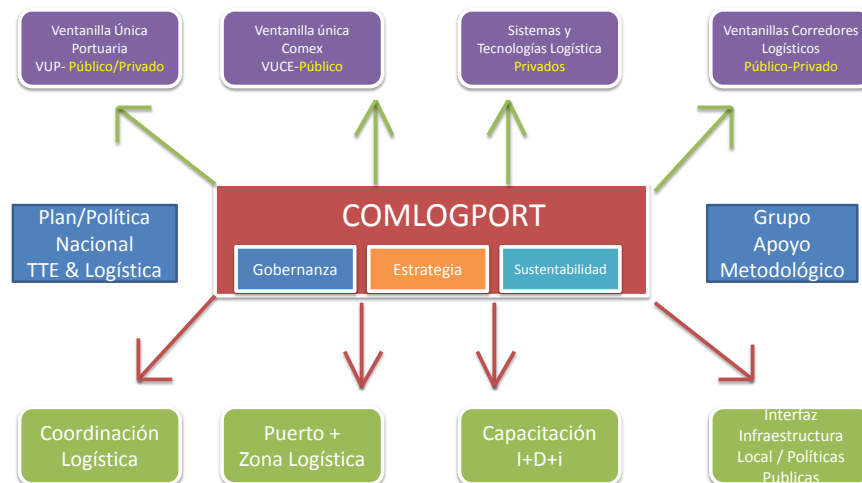 Ventanilla Única
Portuaria
VUP- Público/Privado
Ventanilla única
Comex
VUCE-Público
Sistemas y
Tecnologías Logística
Privados
Ventanillas Corredores
Logísticos
Público-Privado
Plan/Política
Nacional
TTE & Logística
COMLOGPORT
Gobernanza
Estrategia
Sustentabilidad
Grupo
Apoyo
Metodológico
Coordinación
Logística
Puerto +
Zona Logística
Capacitación
I+D+i
Interfaz
Infraestructura
Local / Políticas
Publicas